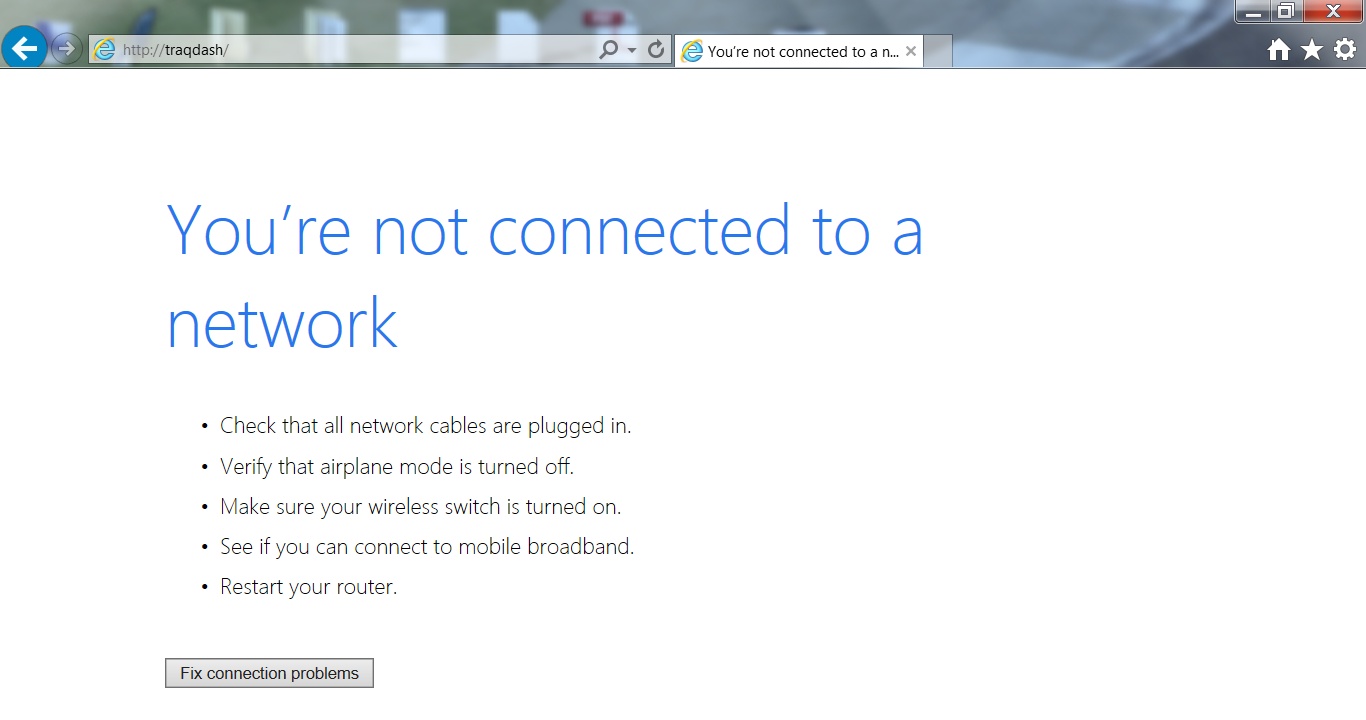 http://traqdash/
You’re not connected to a n...
You’re not connected to a
network
• Check that all network cables are plugged in.
• Verify that airplane mode is turned off.
• Make sure your wireless switch is turned on.
• See if you can connect to mobile broadband.
• Restart your router.
Fix connection problems